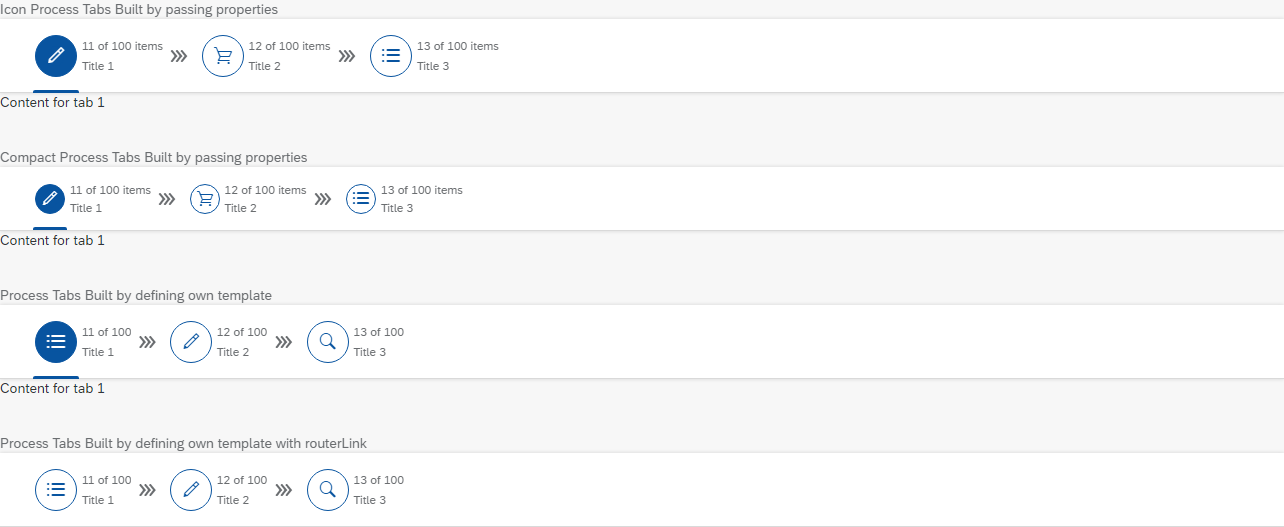 Icon Process Tabs Built by passing properties
11 of 100 items
Title 1
12 of 100 items
Title 2
13 of 100 items
Title 3
Content for tab 1
Compact Process Tabs Built by passing properties
11 of 100 items
Title 1
12 of 100 items
Title 2
13 of 100 items
Title 3
Content for tab 1
Process Tabs Built by defining own template
11 of 100
Title 1
12 of 100
Title 2
13 of 100
Title 3
Content for tab 1
Process Tabs Built by defining own template with routerLink
11 of 100
Title 1
12 of 100
Title 2
13 of 100
Title 3